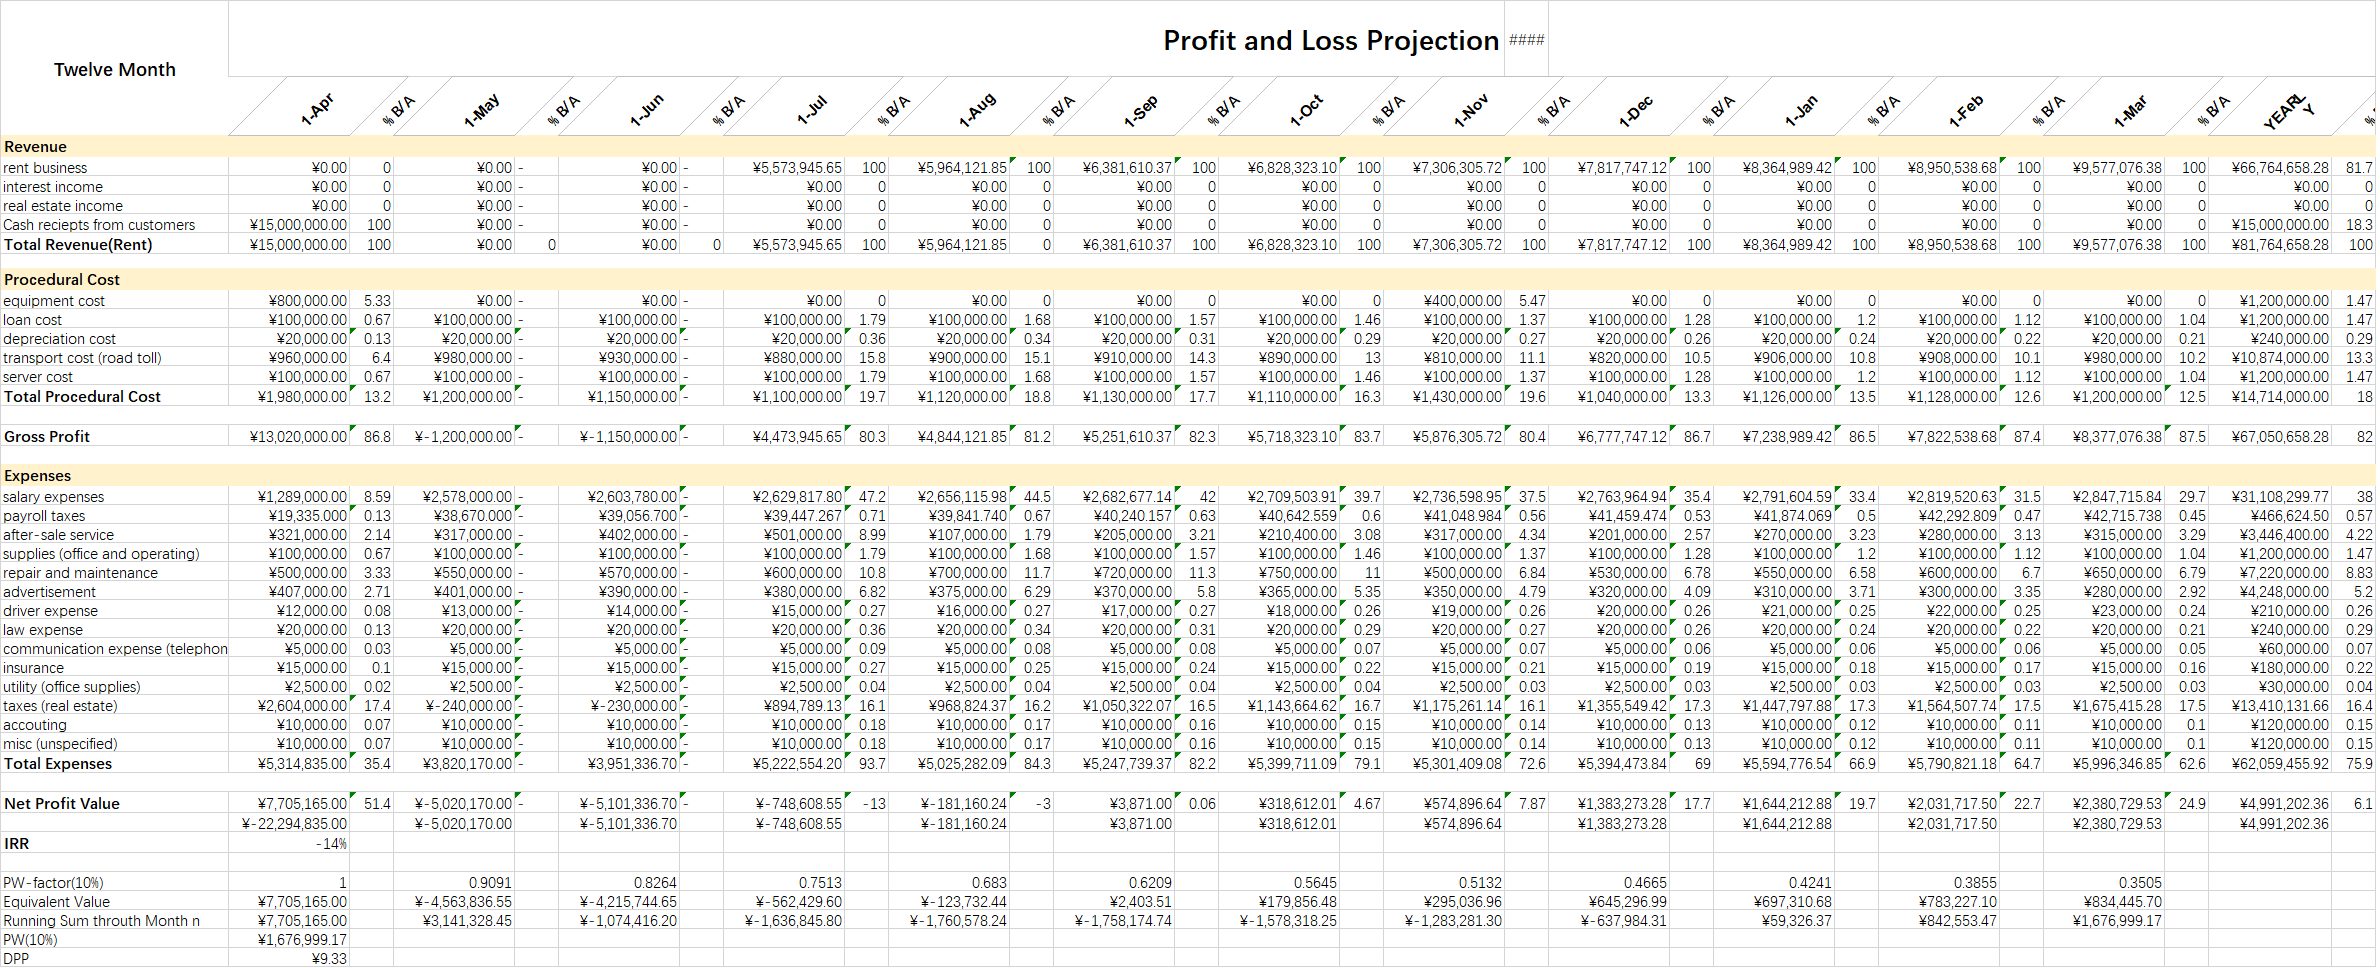 Profit and Loss Projection ####
Twelve Month
1-Apr % B/A 1-May % B/A 1-Jun % B/A 1-Jul % B/A 1-Aug % B/A 1-Sep % B/A 1-Oct % B/A 1-Nov % B/A 1-Dec % B/A 1-Jan % B/A 1-Feb % B/A 1-Mar % B/A YEARLY %
Revenue
rent business ¥0.00 0 ¥0.00 - ¥0.00 - ¥5,573,945.65 100 ¥5,964,121.85 100 ¥6,381,610.37 100 ¥6,828,323.10 100 ¥7,306,305.72 100 ¥7,817,747.12 100 ¥8,364,989.42 100 ¥8,950,538.68 100 ¥9,577,076.38 100 ¥66,764,658.28 81.7
interest income ¥0.00 0 ¥0.00 - ¥0.00 - ¥0.00 0 ¥0.00 0 ¥0.00 0 ¥0.00 0 ¥0.00 0 ¥0.00 0 ¥0.00 0 ¥0.00 0 ¥0.00 0 ¥0.00 0
real estate income ¥0.00 0 ¥0.00 - ¥0.00 - ¥0.00 0 ¥0.00 0 ¥0.00 0 ¥0.00 0 ¥0.00 0 ¥0.00 0 ¥0.00 0 ¥0.00 0 ¥0.00 0 ¥0.00 0
Cash reciepts from customers ¥15,000,000.00 100 ¥0.00 - ¥0.00 - ¥0.00 0 ¥0.00 0 ¥0.00 0 ¥0.00 0 ¥0.00 0 ¥0.00 0 ¥0.00 0 ¥0.00 0 ¥0.00 0 ¥15,000,000.00 18.3
Total Revenue(Rent) ¥15,000,000.00 100 ¥0.00 0 ¥0.00 0 ¥5,573,945.65 100 ¥5,964,121.85 0 ¥6,381,610.37 100 ¥6,828,323.10 100 ¥7,306,305.72 100 ¥7,817,747.12 100 ¥8,364,989.42 100 ¥8,950,538.68 100 ¥9,577,076.38 100 ¥81,764,658.28 100
Procedural Cost
equipment cost ¥800,000.00 5.33 ¥0.00 - ¥0.00 - ¥0.00 0 ¥0.00 0 ¥0.00 0 ¥0.00 0 ¥400,000.00 5.47 ¥0.00 0 ¥0.00 0 ¥0.00 0 ¥0.00 0 ¥1,200,000.00 1.47
loan cost ¥100,000.00 0.67 ¥100,000.00 - ¥100,000.00 - ¥100,000.00 1.79 ¥100,000.00 1.68 ¥100,000.00 1.57 ¥100,000.00 1.46 ¥100,000.00 1.37 ¥100,000.00 1.28 ¥100,000.00 1.2 ¥100,000.00 1.12 ¥100,000.00 1.04 ¥1,200,000.00 1.47
depreciation cost ¥20,000.00 0.13 ¥20,000.00 - ¥20,000.00 - ¥20,000.00 0.36 ¥20,000.00 0.34 ¥20,000.00 0.31 ¥20,000.00 0.29 ¥20,000.00 0.27 ¥20,000.00 0.26 ¥20,000.00 0.24 ¥20,000.00 0.22 ¥20,000.00 0.21 ¥240,000.00 0.29
transport cost (road toll) ¥960,000.00 6.4 ¥980,000.00 - ¥930,000.00 - ¥880,000.00 15.8 ¥900,000.00 15.1 ¥910,000.00 14.3 ¥890,000.00 13 ¥810,000.00 11.1 ¥820,000.00 10.5 ¥906,000.00 10.8 ¥908,000.00 10.1 ¥980,000.00 10.2 ¥10,874,000.00 13.3
server cost ¥100,000.00 0.67 ¥100,000.00 - ¥100,000.00 - ¥100,000.00 1.79 ¥100,000.00 1.68 ¥100,000.00 1.57 ¥100,000.00 1.46 ¥100,000.00 1.37 ¥100,000.00 1.28 ¥100,000.00 1.2 ¥100,000.00 1.12 ¥100,000.00 1.04 ¥1,200,000.00 1.47
Total Procedural Cost ¥1,980,000.00 13.2 ¥1,200,000.00 - ¥1,150,000.00 - ¥1,100,000.00 19.7 ¥1,120,000.00 18.8 ¥1,130,000.00 17.7 ¥1,110,000.00 16.3 ¥1,430,000.00 19.6 ¥1,040,000.00 13.3 ¥1,126,000.00 13.5 ¥1,128,000.00 12.6 ¥1,200,000.00 12.5 ¥14,714,000.00 18
Gross Profit ¥13,020,000.00 86.8 ¥-1,200,000.00 - ¥-1,150,000.00 - ¥4,473,945.65 80.3 ¥4,844,121.85 81.2 ¥5,251,610.37 82.3 ¥5,718,323.10 83.7 ¥5,876,305.72 80.4 ¥6,777,747.12 86.7 ¥7,238,989.42 86.5 ¥7,822,538.68 87.4 ¥8,377,076.38 87.5 ¥67,050,658.28 82
Expenses
salary expenses ¥1,289,000.00 8.59 ¥2,578,000.00 - ¥2,603,780.00 - ¥2,629,817.80 47.2 ¥2,656,115.98 44.5 ¥2,682,677.14 42 ¥2,709,503.91 39.7 ¥2,736,598.95 37.5 ¥2,763,964.94 35.4 ¥2,791,604.59 33.4 ¥2,819,520.63 31.5 ¥2,847,715.84 29.7 ¥31,108,299.77 38
payroll taxes ¥19,335.000 0.13 ¥38,670.000 - ¥39,056.700 - ¥39,447.267 0.71 ¥39,841.740 0.67 ¥40,240.157 0.63 ¥40,642.559 0.6 ¥41,048.984 0.56 ¥41,459.474 0.53 ¥41,874.069 0.5 ¥42,292.809 0.47 ¥42,715.738 0.45 ¥466,624.50 0.57
after-sale service ¥321,000.00 2.14 ¥317,000.00 - ¥402,000.00 - ¥501,000.00 8.99 ¥107,000.00 1.79 ¥205,000.00 3.21 ¥210,400.00 3.08 ¥317,000.00 4.34 ¥201,000.00 2.57 ¥270,000.00 3.23 ¥280,000.00 3.13 ¥315,000.00 3.29 ¥3,446,400.00 4.22
supplies (office and operating) ¥100,000.00 0.67 ¥100,000.00 - ¥100,000.00 - ¥100,000.00 1.79 ¥100,000.00 1.68 ¥100,000.00 1.57 ¥100,000.00 1.46 ¥100,000.00 1.37 ¥100,000.00 1.28 ¥100,000.00 1.2 ¥100,000.00 1.12 ¥100,000.00 1.04 ¥1,200,000.00 1.47
repair and maintenance ¥500,000.00 3.33 ¥550,000.00 - ¥570,000.00 - ¥600,000.00 10.8 ¥700,000.00 11.7 ¥720,000.00 11.3 ¥750,000.00 11 ¥500,000.00 6.84 ¥530,000.00 6.78 ¥550,000.00 6.58 ¥600,000.00 6.7 ¥650,000.00 6.79 ¥7,220,000.00 8.83
advertisement ¥407,000.00 2.71 ¥401,000.00 - ¥390,000.00 - ¥380,000.00 6.82 ¥375,000.00 6.29 ¥370,000.00 5.8 ¥365,000.00 5.35 ¥350,000.00 4.79 ¥320,000.00 4.09 ¥310,000.00 3.71 ¥300,000.00 3.35 ¥280,000.00 2.92 ¥4,248,000.00 5.2
driver expense ¥12,000.00 0.08 ¥13,000.00 - ¥14,000.00 - ¥15,000.00 0.27 ¥16,000.00 0.27 ¥17,000.00 0.27 ¥18,000.00 0.26 ¥19,000.00 0.26 ¥20,000.00 0.26 ¥21,000.00 0.25 ¥22,000.00 0.25 ¥23,000.00 0.24 ¥210,000.00 0.26
law expense ¥20,000.00 0.13 ¥20,000.00 - ¥20,000.00 - ¥20,000.00 0.36 ¥20,000.00 0.34 ¥20,000.00 0.31 ¥20,000.00 0.29 ¥20,000.00 0.27 ¥20,000.00 0.26 ¥20,000.00 0.24 ¥20,000.00 0.22 ¥20,000.00 0.21 ¥240,000.00 0.29
communication expense (telephon ¥5,000.00 0.03 ¥5,000.00 - ¥5,000.00 - ¥5,000.00 0.09 ¥5,000.00 0.08 ¥5,000.00 0.08 ¥5,000.00 0.07 ¥5,000.00 0.07 ¥5,000.00 0.06 ¥5,000.00 0.06 ¥5,000.00 0.06 ¥5,000.00 0.05 ¥60,000.00 0.07
insurance ¥15,000.00 0.1 ¥15,000.00 - ¥15,000.00 - ¥15,000.00 0.27 ¥15,000.00 0.25 ¥15,000.00 0.24 ¥15,000.00 0.22 ¥15,000.00 0.21 ¥15,000.00 0.19 ¥15,000.00 0.18 ¥15,000.00 0.17 ¥15,000.00 0.16 ¥180,000.00 0.22
utility (office supplies) ¥2,500.00 0.02 ¥2,500.00 - ¥2,500.00 - ¥2,500.00 0.04 ¥2,500.00 0.04 ¥2,500.00 0.04 ¥2,500.00 0.04 ¥2,500.00 0.03 ¥2,500.00 0.03 ¥2,500.00 0.03 ¥2,500.00 0.03 ¥2,500.00 0.03 ¥30,000.00 0.04
taxes (real estate) ¥2,604,000.00 17.4 ¥-240,000.00 - ¥-230,000.00 - ¥894,789.13 16.1 ¥968,824.37 16.2 ¥1,050,322.07 16.5 ¥1,143,664.62 16.7 ¥1,175,261.14 16.1 ¥1,355,549.42 17.3 ¥1,447,797.88 17.3 ¥1,564,507.74 17.5 ¥1,675,415.28 17.5 ¥13,410,131.66 16.4
accouting ¥10,000.00 0.07 ¥10,000.00 - ¥10,000.00 - ¥10,000.00 0.18 ¥10,000.00 0.17 ¥10,000.00 0.16 ¥10,000.00 0.15 ¥10,000.00 0.14 ¥10,000.00 0.13 ¥10,000.00 0.12 ¥10,000.00 0.11 ¥10,000.00 0.1 ¥120,000.00 0.15
misc (unspecified) ¥10,000.00 0.07 ¥10,000.00 - ¥10,000.00 - ¥10,000.00 0.18 ¥10,000.00 0.17 ¥10,000.00 0.16 ¥10,000.00 0.15 ¥10,000.00 0.14 ¥10,000.00 0.13 ¥10,000.00 0.12 ¥10,000.00 0.11 ¥10,000.00 0.1 ¥120,000.00 0.15
Total Expenses ¥5,314,835.00 35.4 ¥3,820,170.00 - ¥3,951,336.70 - ¥5,222,554.20 93.7 ¥5,025,282.09 84.3 ¥5,247,739.37 82.2 ¥5,399,711.09 79.1 ¥5,301,409.08 72.6 ¥5,394,473.84 69 ¥5,594,776.54 66.9 ¥5,790,821.18 64.7 ¥5,996,346.85 62.6 ¥62,059,455.92 75.9
Net Profit Value ¥7,705,165.00 51.4 ¥-5,020,170.00 - ¥-5,101,336.70 - ¥-748,608.55 -13 ¥-181,160.24 -3 ¥3,871.00 0.06 ¥318,612.01 4.67 ¥574,896.64 7.87 ¥1,383,273.28 17.7 ¥1,644,212.88 19.7 ¥2,031,717.50 22.7 ¥2,380,729.53 24.9 ¥4,991,202.36 6.1
¥-22,294,835.00 ¥-5,020,170.00 ¥-5,101,336.70 ¥-748,608.55 ¥-181,160.24 ¥3,871.00 ¥318,612.01 ¥574,896.64 ¥1,383,273.28 ¥1,644,212.88 ¥2,031,717.50 ¥2,380,729.53 ¥4,991,202.36
IRR -14%
PW-factor(10%) 1 0.9091 0.8264 0.7513 0.683 0.6209 0.5645 0.5132 0.4665 0.4241 0.3855 0.3505
Equivalent Value ¥7,705,165.00 ¥-4,563,836.55 ¥-4,215,744.65 ¥-562,429.60 ¥-123,732.44 ¥2,403.51 ¥179,856.48 ¥295,036.96 ¥645,296.99 ¥697,310.68 ¥783,227.10 ¥834,445.70
Running Sum throuth Month n ¥7,705,165.00 ¥3,141,328.45 ¥-1,074,416.20 ¥-1,636,845.80 ¥-1,760,578.24 ¥-1,758,174.74 ¥-1,578,318.25 ¥-1,283,281.30 ¥-637,984.31 ¥59,326.37 ¥842,553.47 ¥1,676,999.17
PW(10%) ¥1,676,999.17
DPP ¥9.33